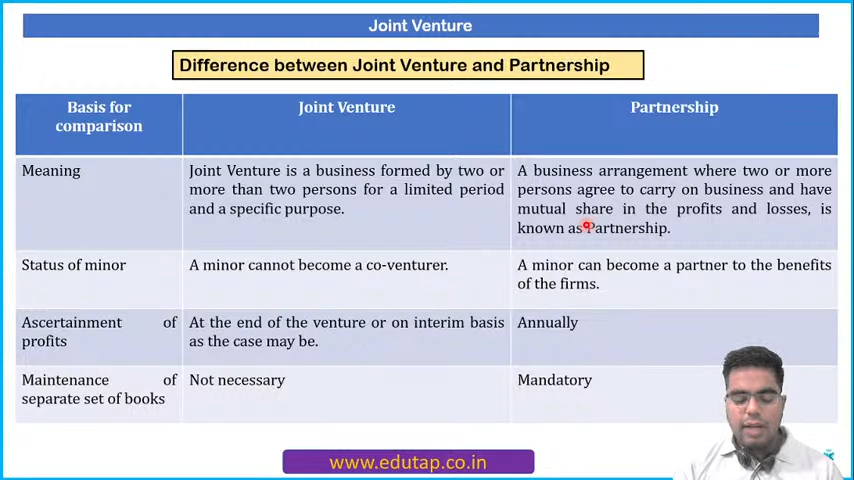 Joint Venture
Difference between Joint Venture and Partnership
Basis for
comparison
Joint Venture
Partnership
Meaning
Joint Venture is a business formed by two or
more than two persons for a limited period
and a specific purpose.
A business arrangement where two or more
persons agree to carry on business and have
mutual share in the profits and losses, is
known as Partnership.
Status of minor
A minor cannot become a co-venturer.
A minor can become a partner to the benefits
of the firms.
Ascertainment of
profits
At the end of the venture or on interim basis
as the case may be.
Annually
Maintenance of
separate set of books
Not necessary
Mandatory
www.edutap.co.in